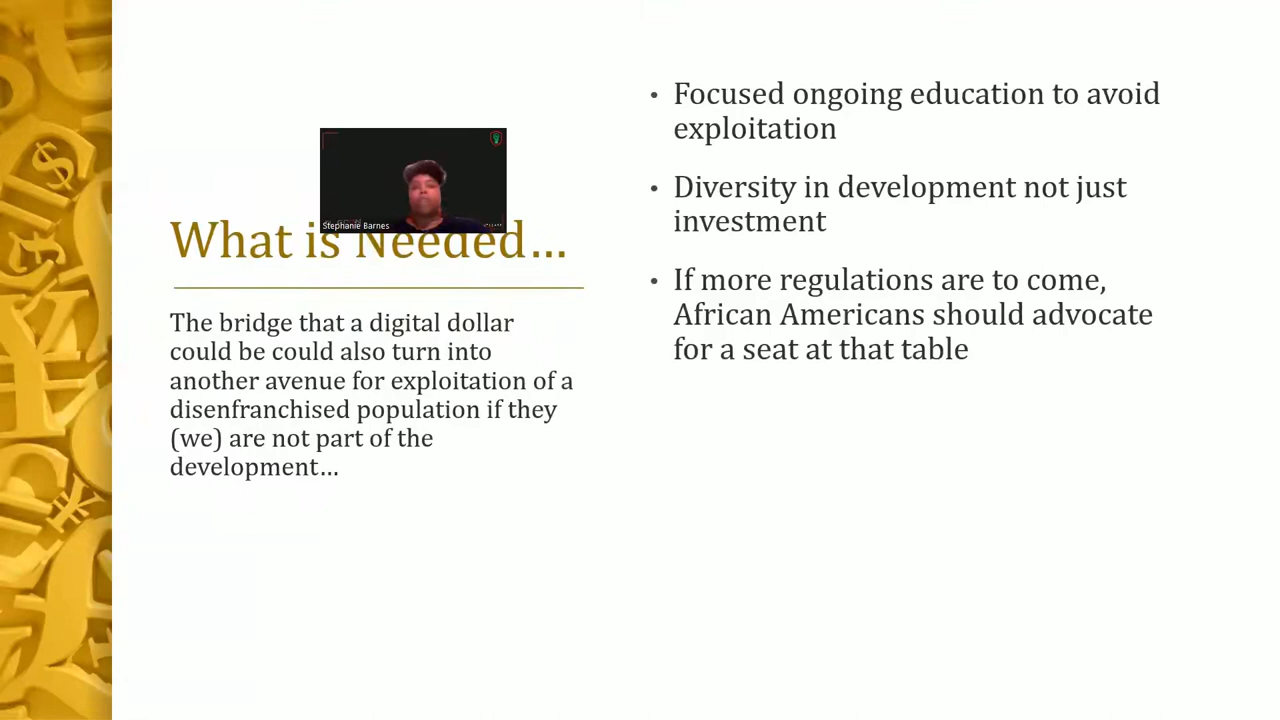 What is Needed...
The bridge that a digital dollar
could be could also turn into
another avenue for exploitation of a
disenfranchised population if they
(we) are not part of the
development...
Stephanie Barnes
• Focused ongoing education to avoid
exploitation
• Diversity in development not just
investment
• If more regulations are to come,
African Americans should advocate
for a seat at that table